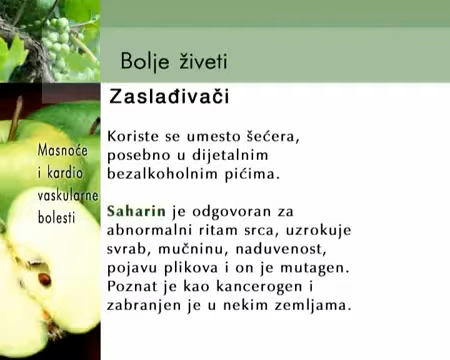 Bolje živeti
Zaslađivači
Masnoće
i kardio
vaskularne
bolesti
Koriste se umesto šećera,
posebno u dijetalnim
bezalkoholnim pićima.
Saharin je odgovoran za
abnormalni ritam srca, uzrokuje
svrab, mučninu, naduvenost,
pojavu plikova i on je mutagen.
Poznat je kao kancerogen i
zabranjen je u nekim zemljama.